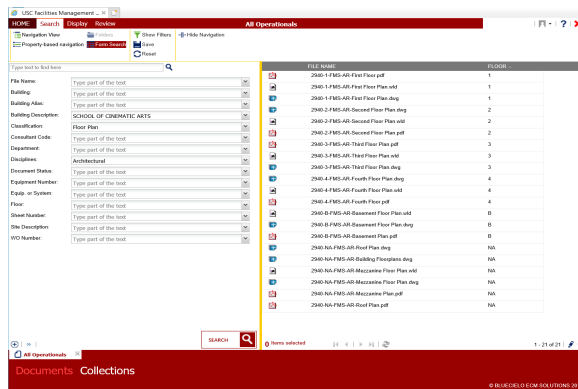 USC Facilities Management ... ×
HOME Search Display Review All Operationals
Navigation View Folders Show Filters Hide Navigation
Property-based navigation Form Search Save
Reset
Type text to find here
FILE NAME FLOOR ...
File Name: Type part of the text
Building: Type part of the text
Building Alias: Type part of the text
Building Description: SCHOOL OF CINEMATIC ARTS
Classification: Floor Plan
Consultant Code: Type part of the text
Department: Type part of the text
Disciplines: Architectural
Document Status: Type part of the text
Equipment Number: Type part of the text
Equip. or System: Type part of the text
Floor: Type part of the text
Sheet Number: Type part of the text
Site Description: Type part of the text
WO Number: Type part of the text
SEARCH
2940-1-FMS-AR-First Floor Plan.pdf 1
2940-1-FMS-AR-First Floor Plan.wld
2940-1-FMS-AR-First Floor Plan.dwg 1
2940-2-FMS-AR-Second Floor Plan.dwg 2
2940-2-FMS-AR-Second Floor Plan.wld 2
2940-2-FMS-AR-Second Floor Plan.pdf 2
2940-3-FMS-AR-Third Floor Plan.pdf 3
2940-3-FMS-AR-Third Floor Plan.wld 3
2940-3-FMS-AR-Third Floor Plan.dwg 3
2940-4-FMS-AR-Fourth Floor Plan.dwg 4
2940-4-FMS-AR-Fourth Floor Plan.wld 4
2940-4-FMS-AR-Fourth Floor.pdf 4
2940-B-FMS-AR-Basement Floor Plan.wld B
2940-B-FMS-AR-Basement Floor Plan.dwg B
2940-B-FMS-AR-Basement Plan.pdf B
2940-NA-FMS-AR-Roof Plan.dwg NA
2940-NA-FMS-AR-Building Floorplans.dwg NA
2940-NA-FMS-AR-Mezzanine Floor Plan.wld NA
2940-NA-FMS-AR-Mezzanine Floor Plan.dwg NA
2940-NA-FMS-AR-Mezzanine Plan.pdf NA
2940-NA-FMS-AR-Roof Plan.pdf NA
0 Items selected 1 - 21 of 21
All Operationals ×
Documents Collections
© BLUECIELO ECM SOLUTIONS 20